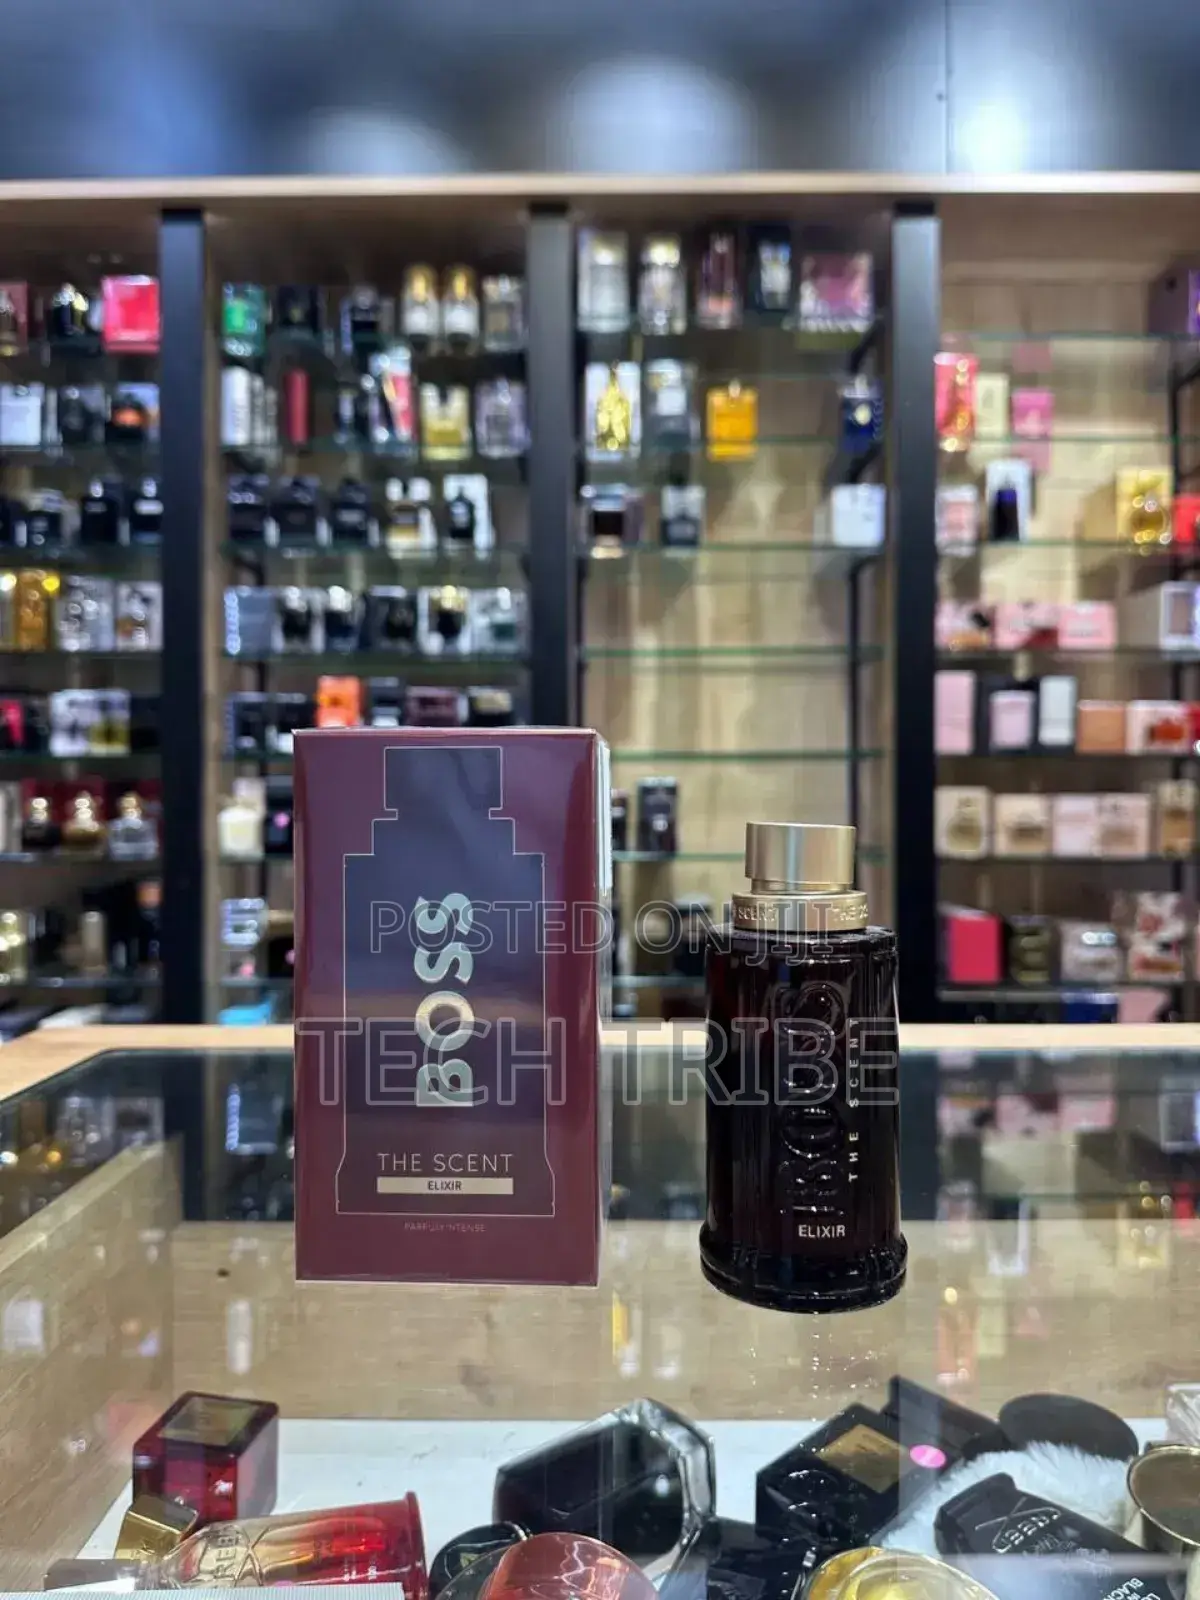 POSTED ON JIJI
TECH TRIBE
BOSS
THE SCENT
ELIXIR
PARFUM INTENSE
BOSS
THE SCENT
ELIXIR